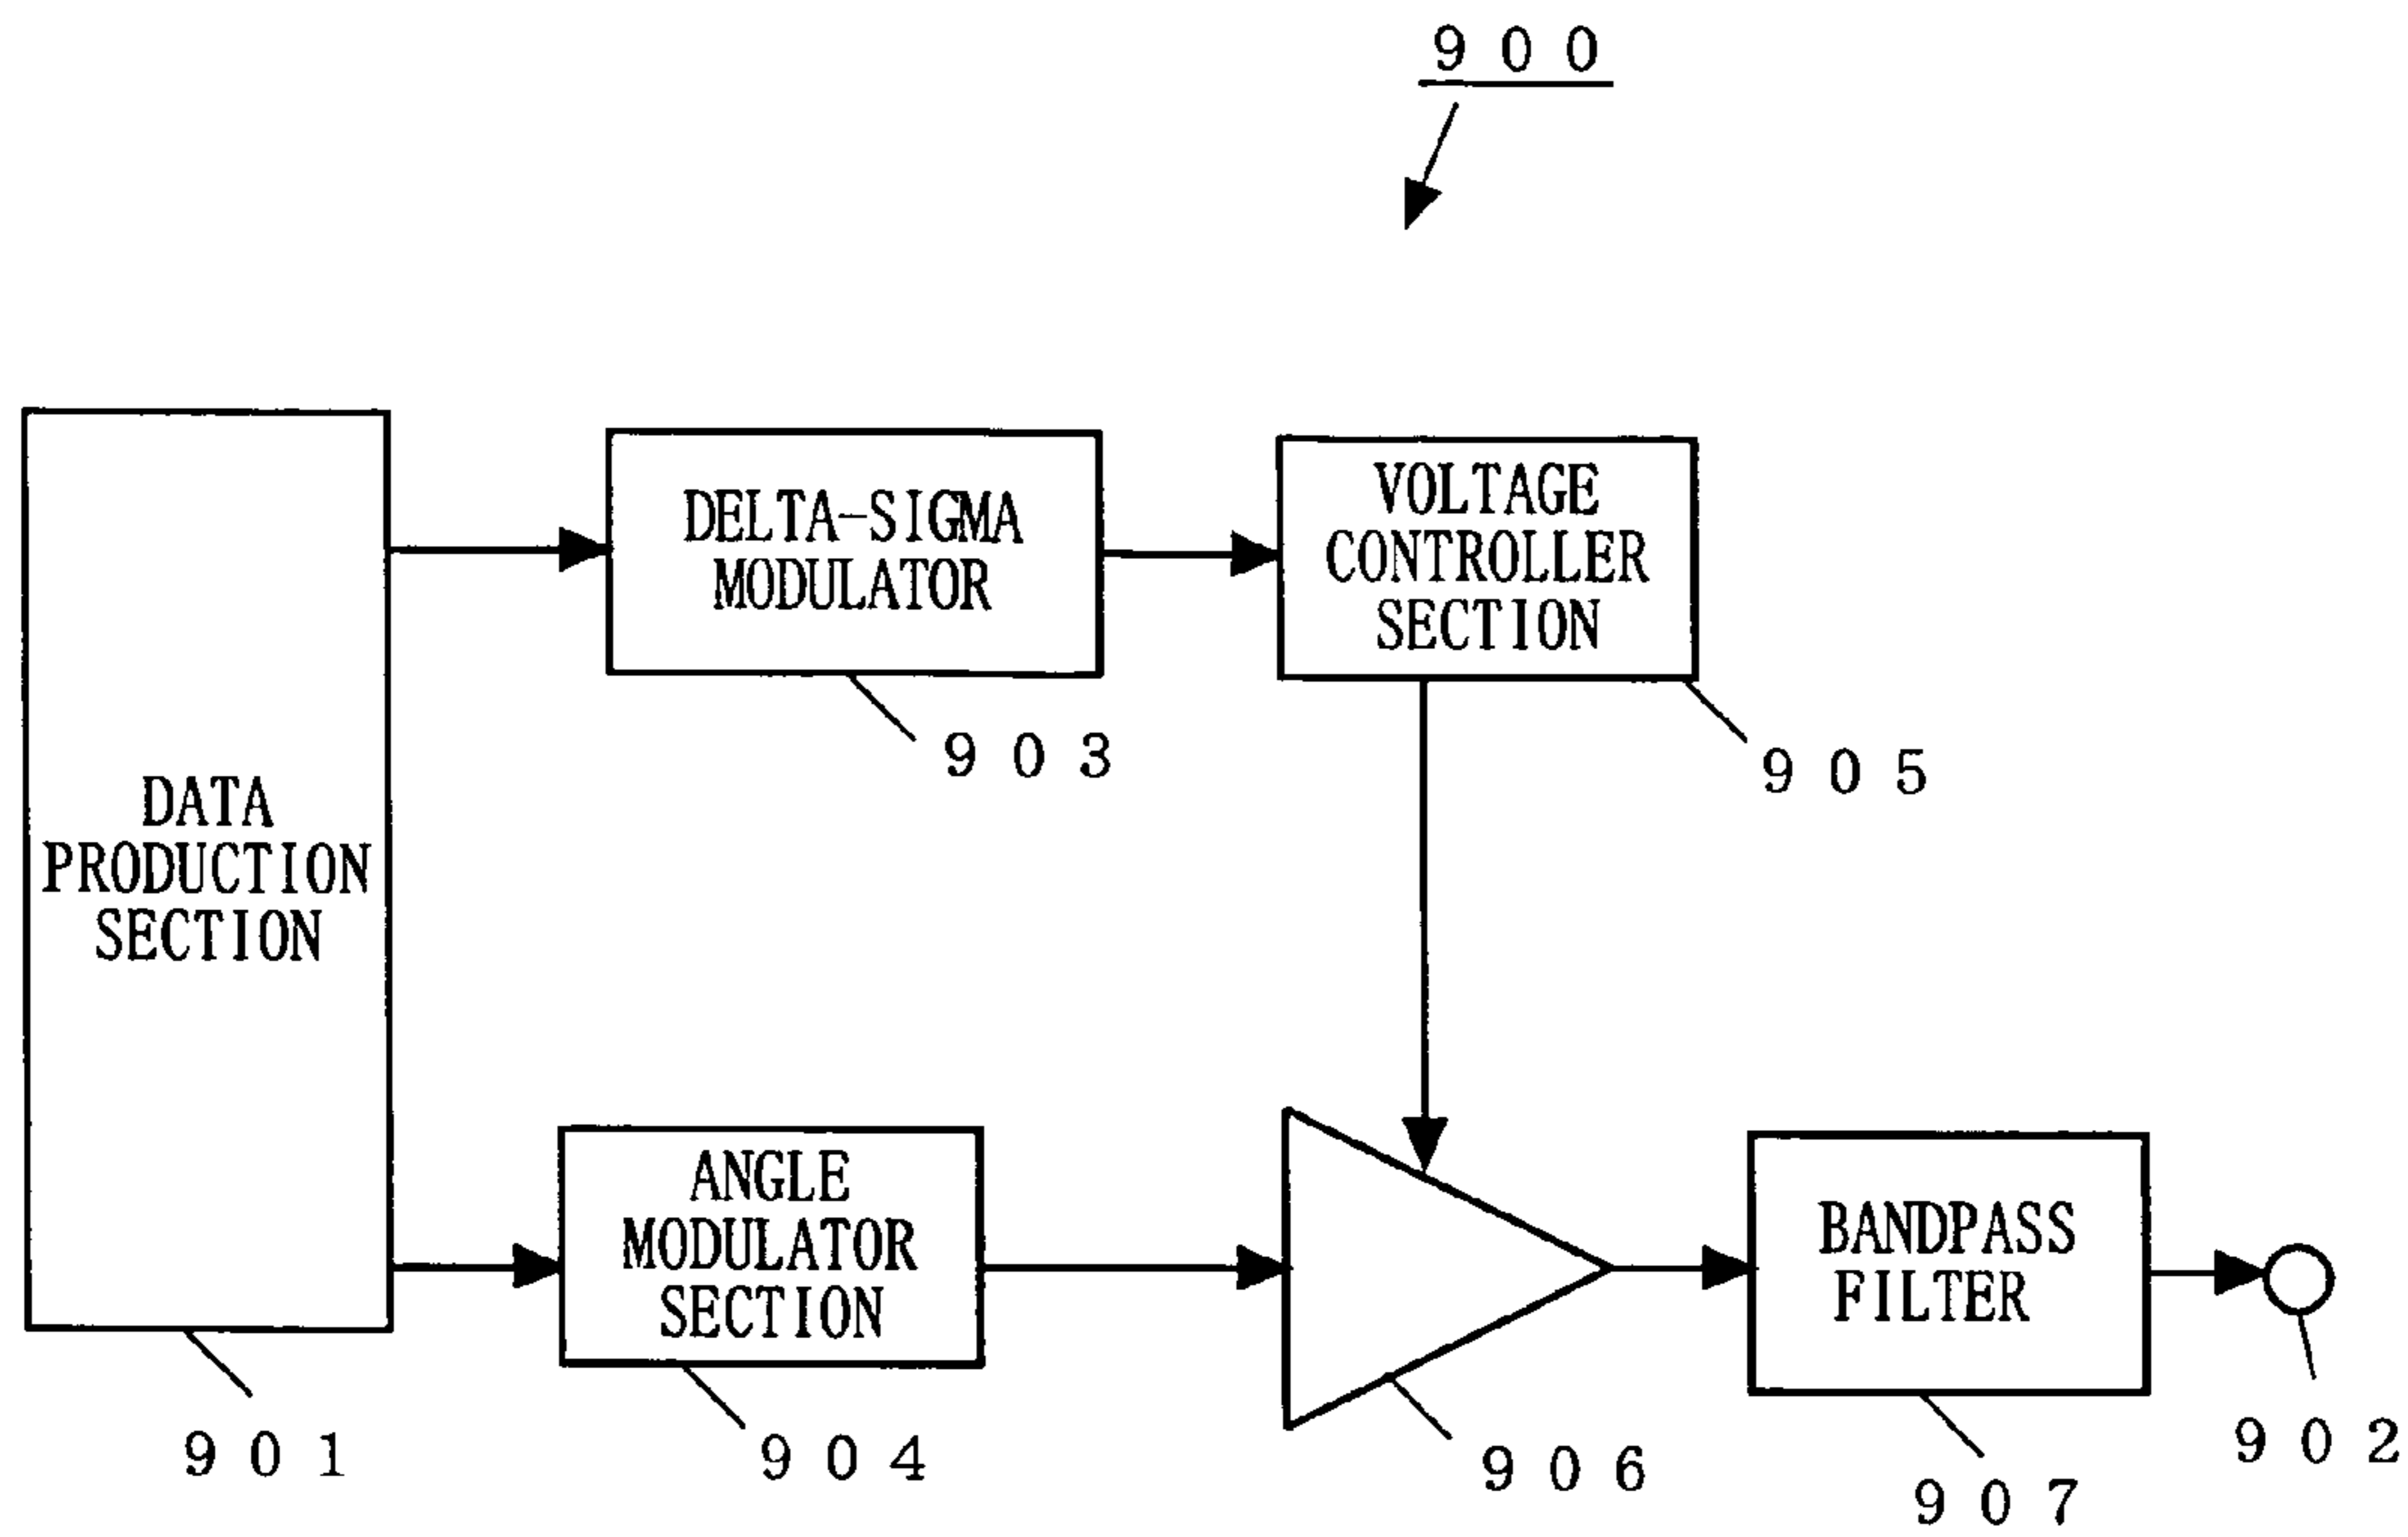 900
DELTA-SIGMA
MODULATOR
903
VOLTAGE
CONTROLLER
SECTION
905
DATA
PRODUCTION
SECTION
901
ANGLE
MODULATOR
SECTION
904
906
BANDPASS
FILTER
907
902